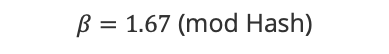 𝛽 = 1.67 (mod Hash)